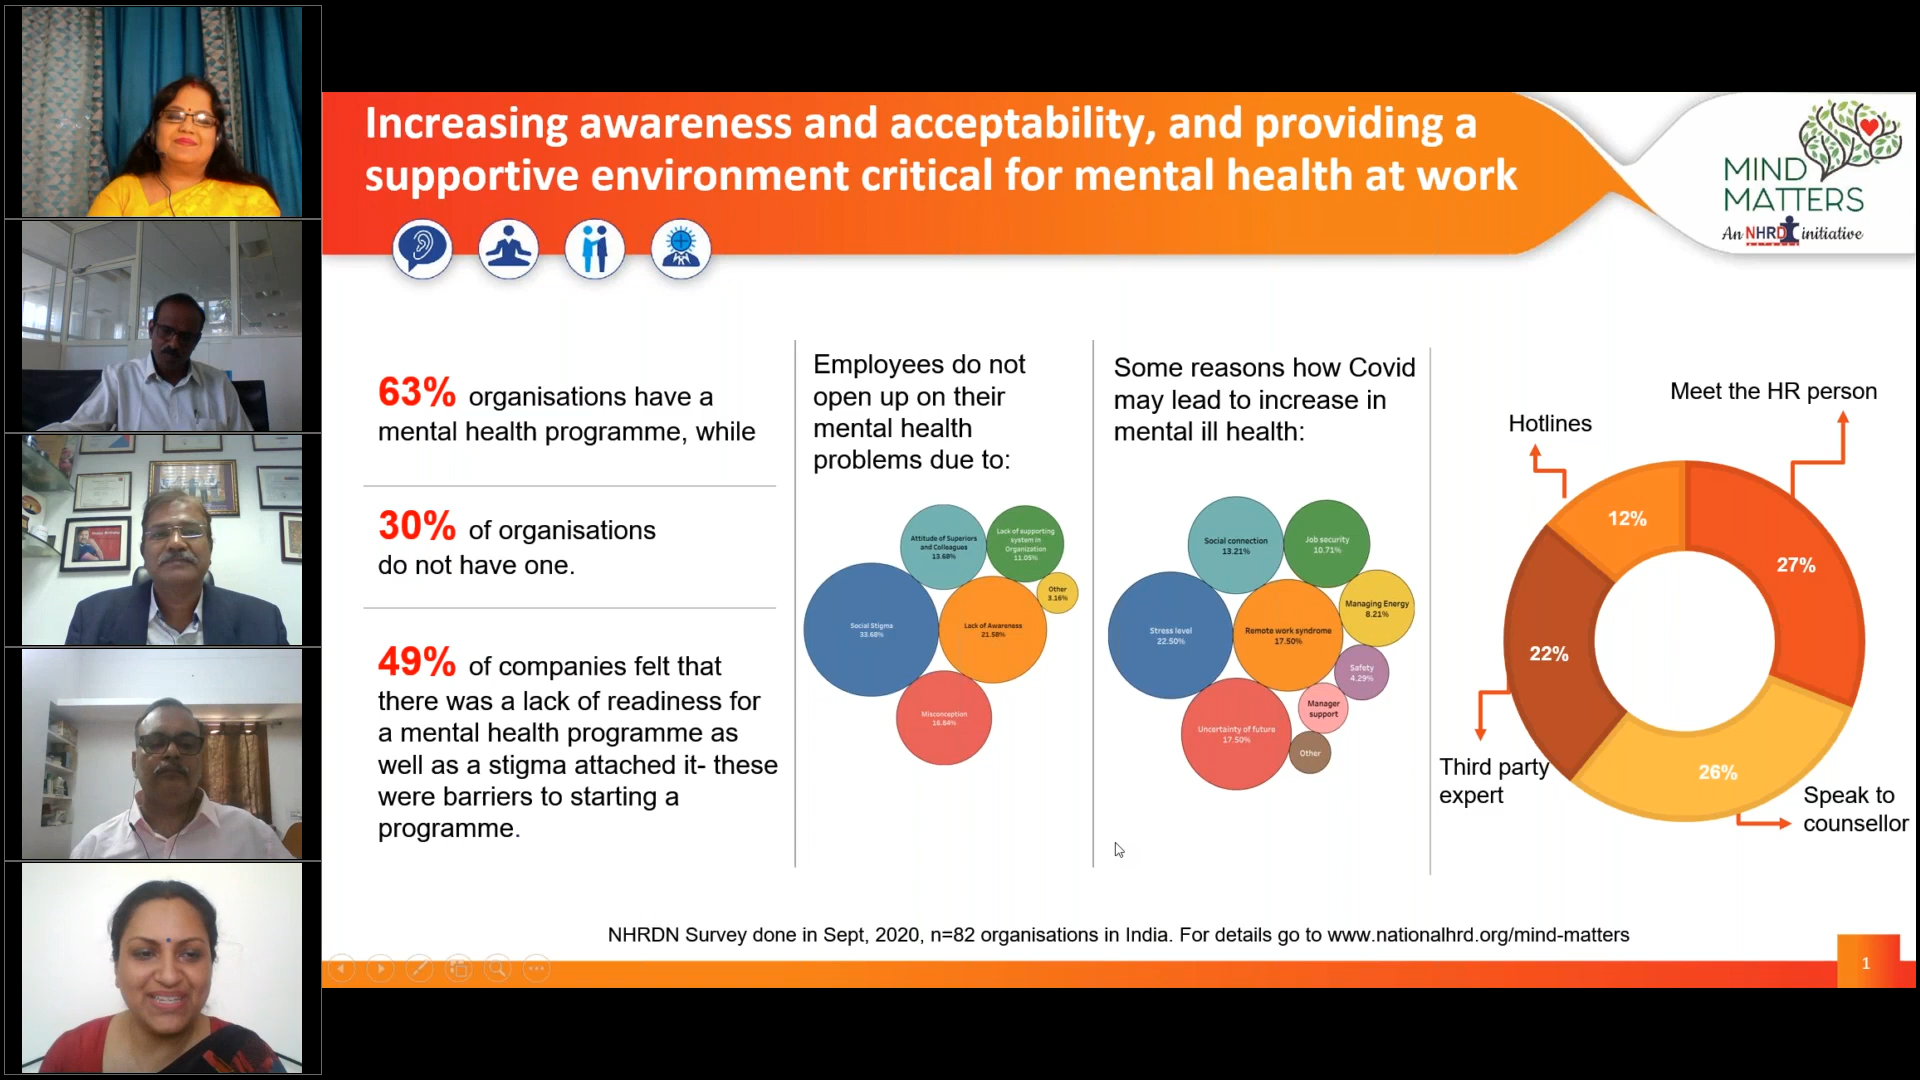 Increasing awareness and acceptability, and providing a
supportive environment critical for mental health at work
MIND
MATTERS
An NHRD initiative
63% organisations have a
mental health programme, while
30% of organisations
do not have one.
49% of companies felt that
there was a lack of readiness for
a mental health programme as
well as a stigma attached it- these
were barriers to starting a
programme.
Employees do not
open up on their
mental health
problems due to:
Attitude of Superiors
and Colleagues
13.68%
Lack of supporting
system in
Organization
11.05%
Other
3.16%
Social Stigma
33.68%
Lack of Awareness
21.58%
Misconception
16.84%
Some reasons how Covid
may lead to increase in
mental ill health:
Social connection
13.21%
Job security
10.71%
Managing Energy
8.21%
Stress level
22.50%
Remote work syndrome
17.50%
Safety
4.29%
Manager
support
Uncertainty of future
17.50%
Other
Meet the HR person
Hotlines
12%
27%
22%
26%
Third party
expert
Speak to
counsellor
NHRDN Survey done in Sept, 2020, n=82 organisations in India. For details go to www.nationalhrd.org/mind-matters
1